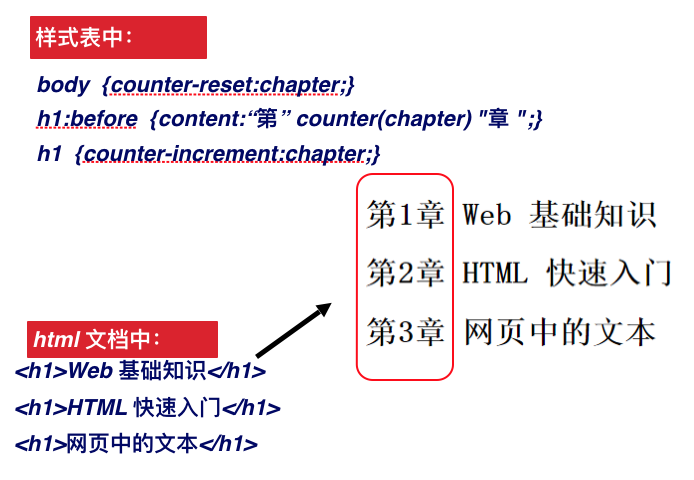 样式表中：
body {counter-reset:chapter;}
h1:before {content:“第” counter(chapter) "章 ";}
h1 {counter-increment:chapter;}
第1章 Web 基础知识
第2章 HTML 快速入门
第3章 网页中的文本
html 文档中：
<h1>Web 基础知识</h1>
<h1>HTML 快速入门</h1>
<h1>网页中的文本</h1>